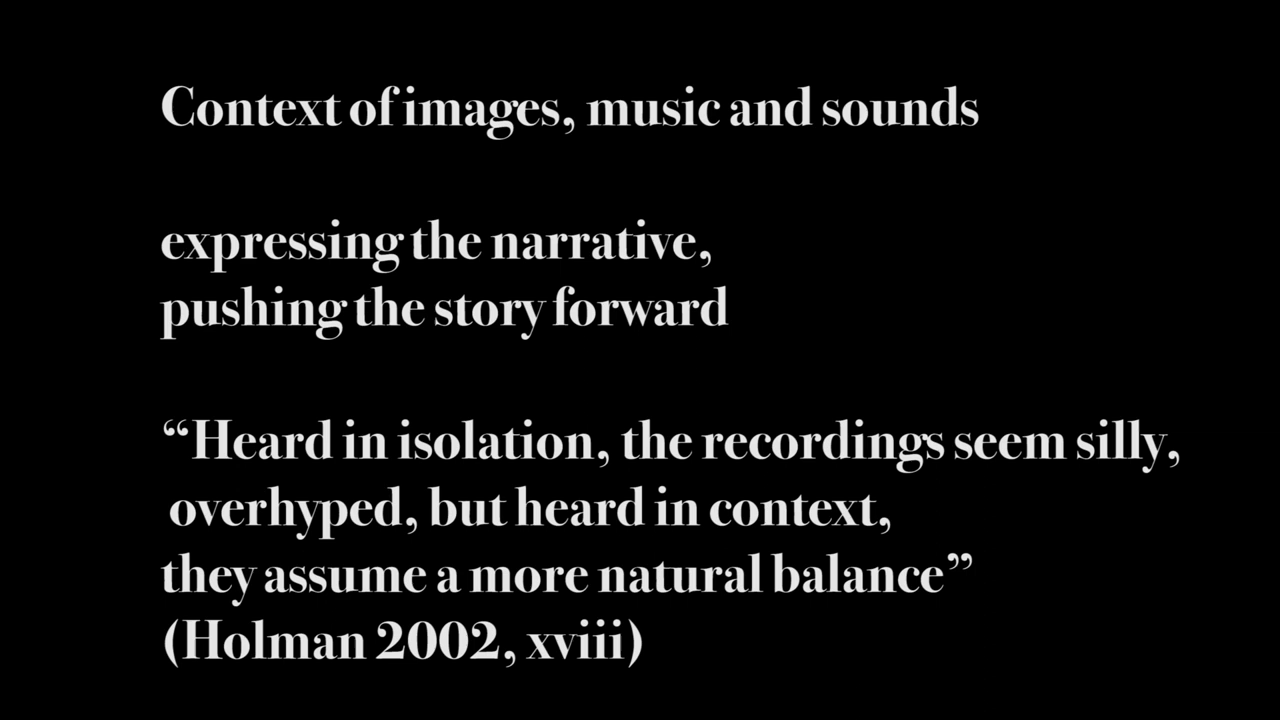 Context of images, music and sounds
expressing the narrative,
pushing the story forward
“Heard in isolation, the recordings seem silly,
overhyped, but heard in context,
they assume a more natural balance”
(Holman 2002, xviii)